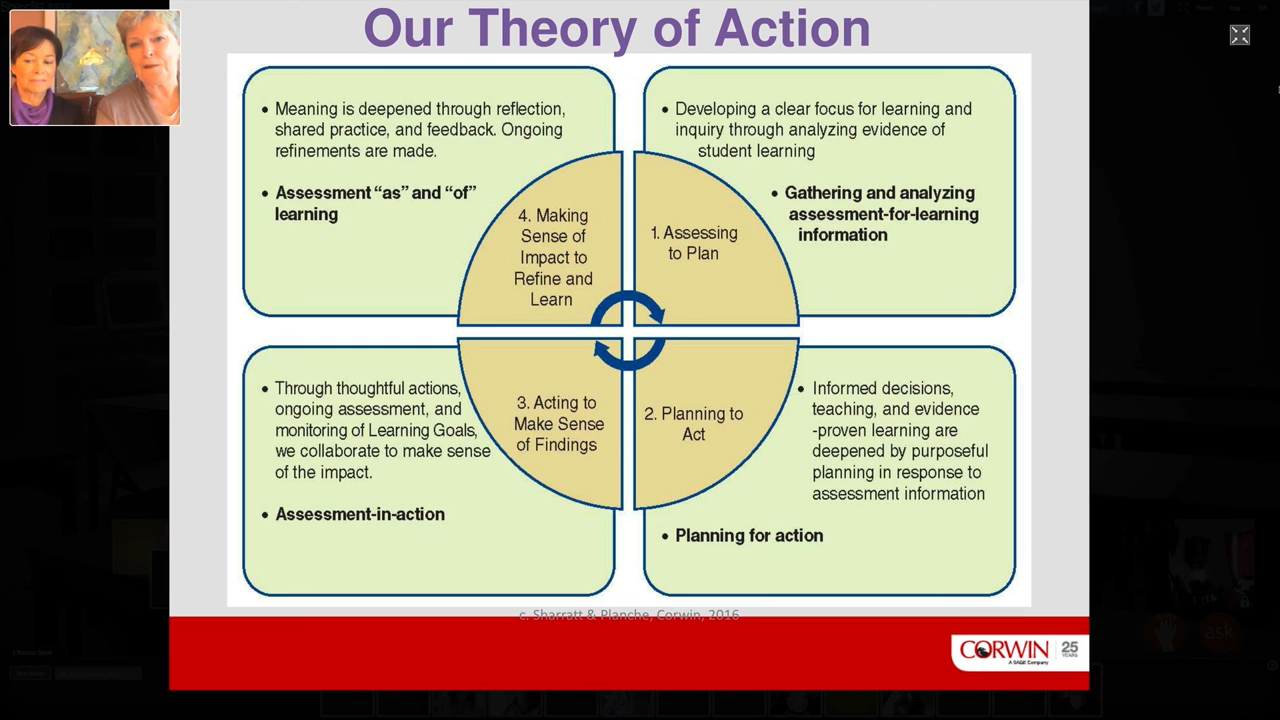 Our Theory of Action
• Meaning is deepened through reflection,
shared practice, and feedback. Ongoing
refinements are made.
• Assessment “as” and “of”
learning
• Developing a clear focus for learning and
inquiry through analyzing evidence of
student learning
• Gathering and analyzing
assessment-for-learning
information
4. Making
Sense of
Impact to
Refine and
Learn
1. Assessing
to Plan
3. Acting to
Make Sense
of Findings
2. Planning to
Act
• Through thoughtful actions,
ongoing assessment, and
monitoring of Learning Goals,
we collaborate to make sense
of the impact.
• Assessment-in-action
• Informed decisions,
teaching, and evidence
-proven learning are
deepened by purposeful
planning in response to
assessment information
• Planning for action
c. Sharratt & Planche, Corwin, 2016
CORWIN
A SAGE Company
25
YEARS
ask